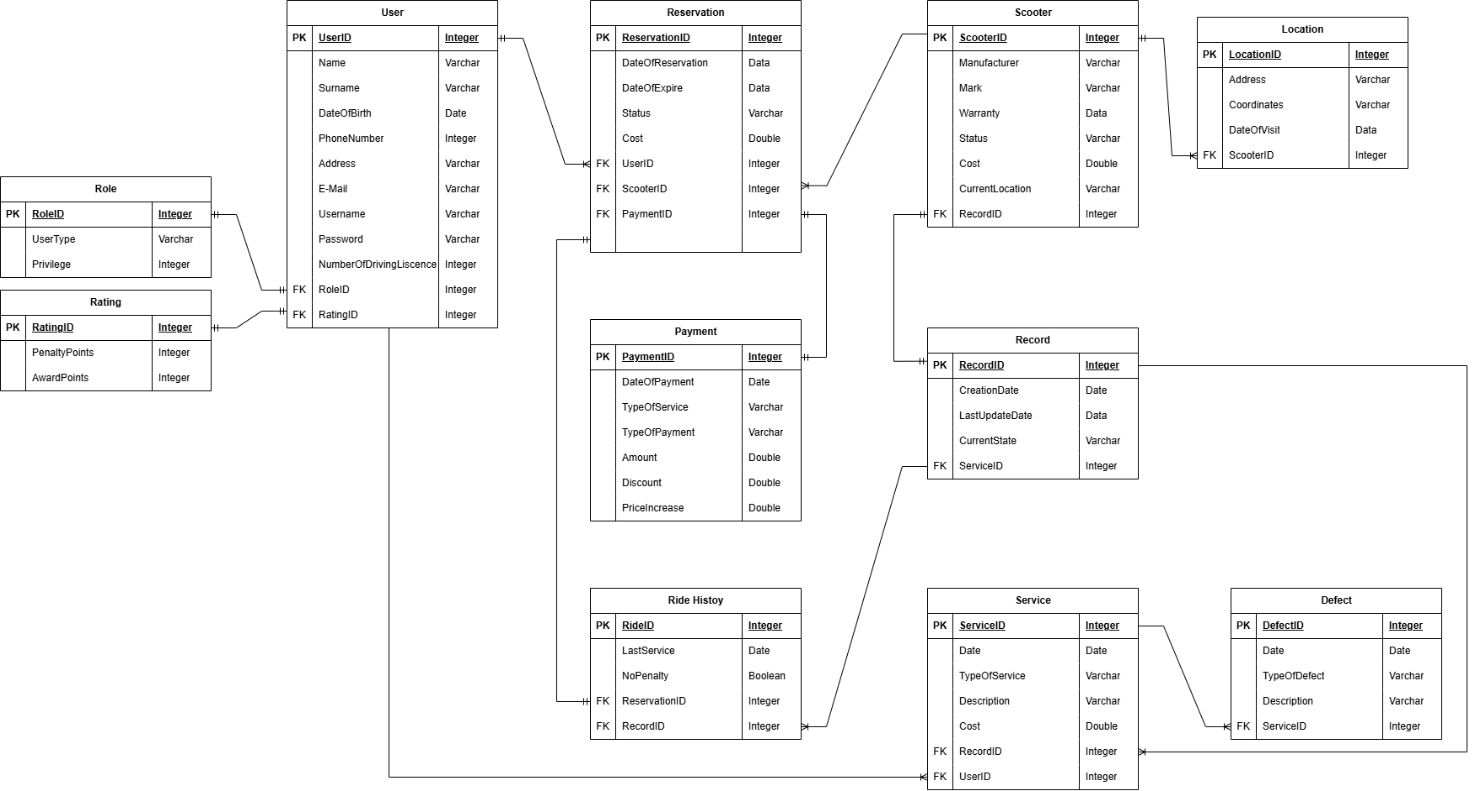 User
PK UserID Integer
Name Varchar
Surname Varchar
DateOfBirth Date
PhoneNumber Integer
Address Varchar
E-Mail Varchar
Username Varchar
Password Varchar
NumberOfDrivingLiscence Integer
FK RoleID Integer
FK RatingID Integer
Reservation
PK ReservationID Integer
DateOfReservation Data
DateOfExpire Data
Status Varchar
Cost Double
FK UserID Integer
FK ScooterID Integer
FK PaymentID Integer
Scooter
PK ScooterID Integer
Manufacturer Varchar
Mark Varchar
Warranty Data
Status Varchar
Cost Double
CurrentLocation Varchar
FK RecordID Integer
Location
PK LocationID Integer
Address Varchar
Coordinates Varchar
DateOfVisit Data
FK ScooterID Integer
Role
PK RoleID Integer
UserType Varchar
Privilege Integer
Rating
PK RatingID Integer
PenaltyPoints Integer
AwardPoints Integer
Payment
PK PaymentID Integer
DateOfPayment Date
TypeOfService Varchar
TypeOfPayment Varchar
Amount Double
Discount Double
PriceIncrease Double
Record
PK RecordID Integer
CreationDate Date
LastUpdateDate Data
CurrentState Varchar
FK ServiceID Integer
Ride Histoy
PK RideID Integer
LastService Date
NoPenalty Boolean
FK ReservationID Integer
FK RecordID Integer
Service
PK ServiceID Integer
Date Date
TypeOfService Varchar
Description Varchar
Cost Double
FK RecordID Integer
FK UserID Integer
Defect
PK DefectID Integer
Date Date
TypeOfDefect Varchar
Description Varchar
FK ServiceID Integer